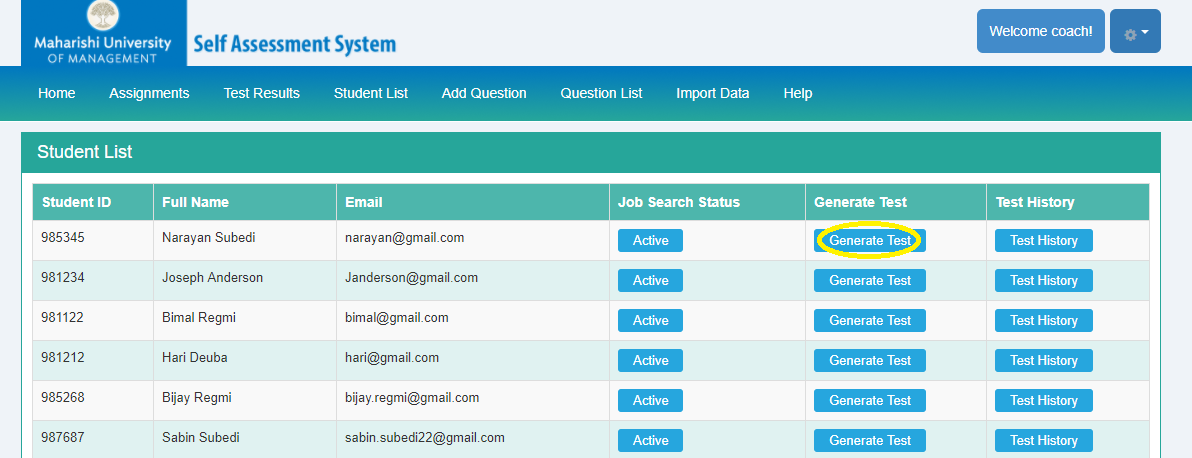 Maharishi University
OF MANAGEMENT
Self Assessment System
Welcome coach!
Home Assignments Test Results Student List Add Question Question List Import Data Help
Student List
Student ID Full Name Email Job Search Status Generate Test Test History
985345 Narayan Subedi narayan@gmail.com Active Generate Test Test History
981234 Joseph Anderson Janderson@gmail.com Active Generate Test Test History
981122 Bimal Regmi bimal@gmail.com Active Generate Test Test History
981212 Hari Deuba hari@gmail.com Active Generate Test Test History
985268 Bijay Regmi bijay.regmi@gmail.com Active Generate Test Test History
987687 Sabin Subedi sabin.subedi22@gmail.com Active Generate Test Test History